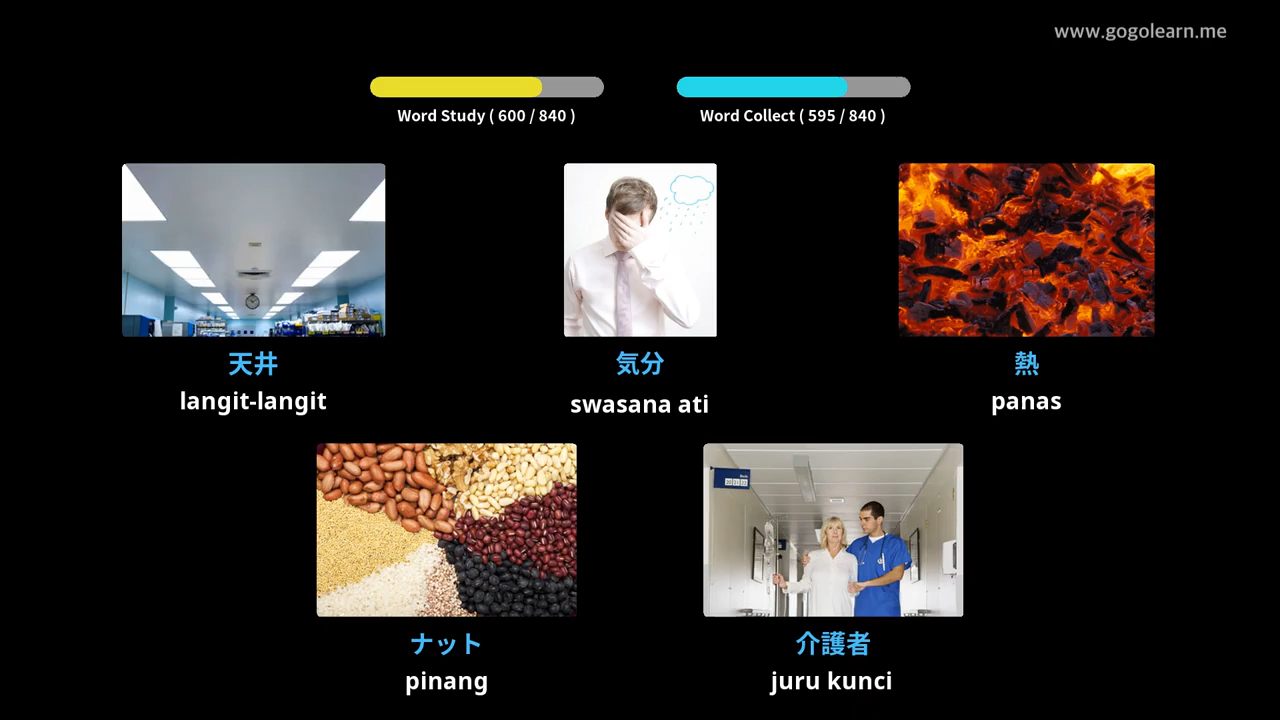 www.gogolearn.me
Word Study ( 600 / 840 )
Word Collect ( 595 / 840 )
天井
langit-langit
気分
swasana ati
熱
panas
ナット
pinang
介護者
juru kunci